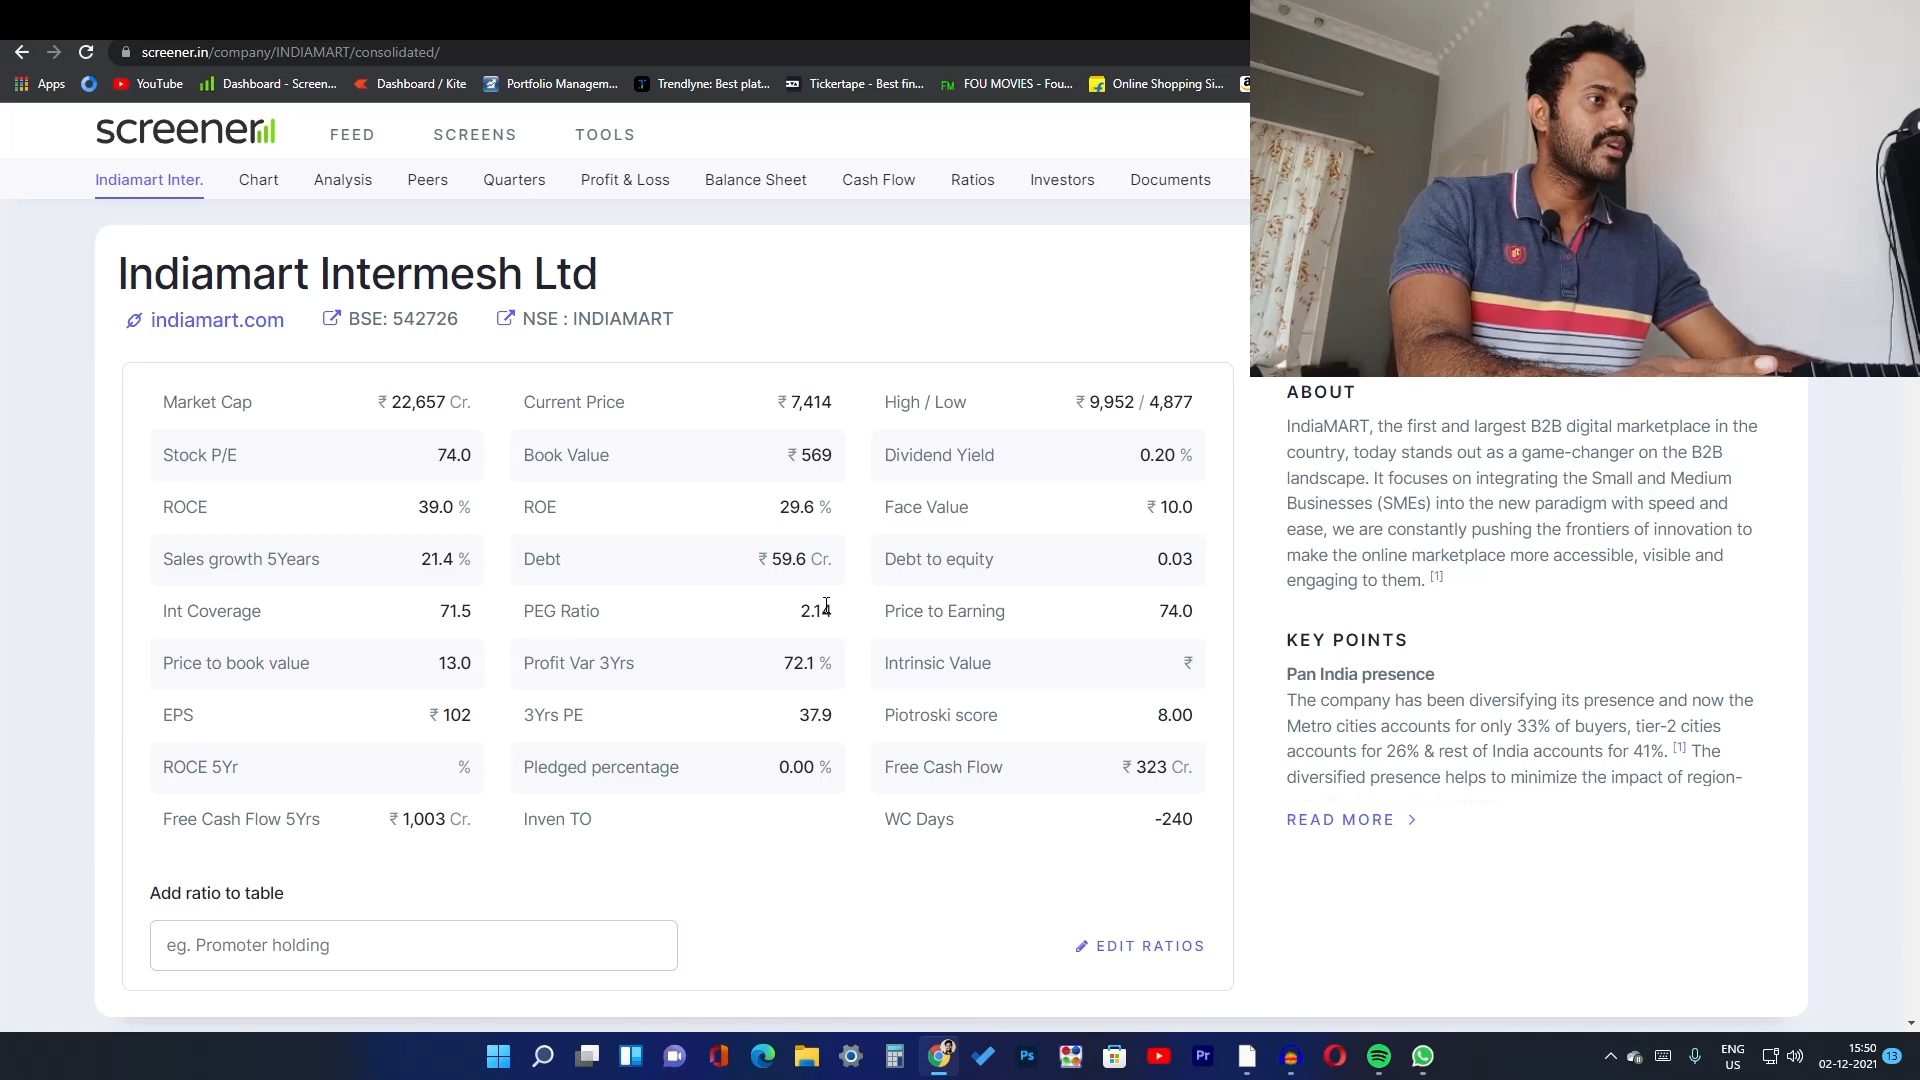 screener.in/company/INDIAMART/consolidated/
Apps YouTube Dashboard - Screen... Dashboard / Kite Portfolio Managem... Trendlyne: Best plat... Tickertape - Best fin... FM FOU MOVIES - Fou... Online Shopping Si...
screener FEED SCREENS TOOLS
Indiamart Inter. Chart Analysis Peers Quarters Profit & Loss Balance Sheet Cash Flow Ratios Investors Documents
Indiamart Intermesh Ltd
indiamart.com BSE: 542726 NSE : INDIAMART
Market Cap ₹ 22,657 Cr. Current Price ₹ 7,414 High / Low ₹ 9,952 / 4,877
Stock P/E 74.0 Book Value ₹ 569 Dividend Yield 0.20 %
ROCE 39.0 % ROE 29.6 % Face Value ₹ 10.0
Sales growth 5Years 21.4 % Debt ₹ 59.6 Cr. Debt to equity 0.03
Int Coverage 71.5 PEG Ratio 2.14 Price to Earning 74.0
Price to book value 13.0 Profit Var 3Yrs 72.1 % Intrinsic Value ₹
EPS ₹ 102 3Yrs PE 37.9 Piotroski score 8.00
ROCE 5Yr % Pledged percentage 0.00 % Free Cash Flow ₹ 323 Cr.
Free Cash Flow 5Yrs ₹ 1,003 Cr. Inven TO WC Days -240
Add ratio to table
eg. Promoter holding
EDIT RATIOS
ABOUT
IndiaMART, the first and largest B2B digital marketplace in the
country, today stands out as a game-changer on the B2B
landscape. It focuses on integrating the Small and Medium
Businesses (SMEs) into the new paradigm with speed and
ease, we are constantly pushing the frontiers of innovation to
make the online marketplace more accessible, visible and
engaging to them. [1]
KEY POINTS
Pan India presence
The company has been diversifying its presence and now the
Metro cities accounts for only 33% of buyers, tier-2 cities
accounts for 26% & rest of India accounts for 41%. [1] The
diversified presence helps to minimize the impact of region-
READ MORE
Ps Pr
ENG
US
15:50
02-12-2021
13